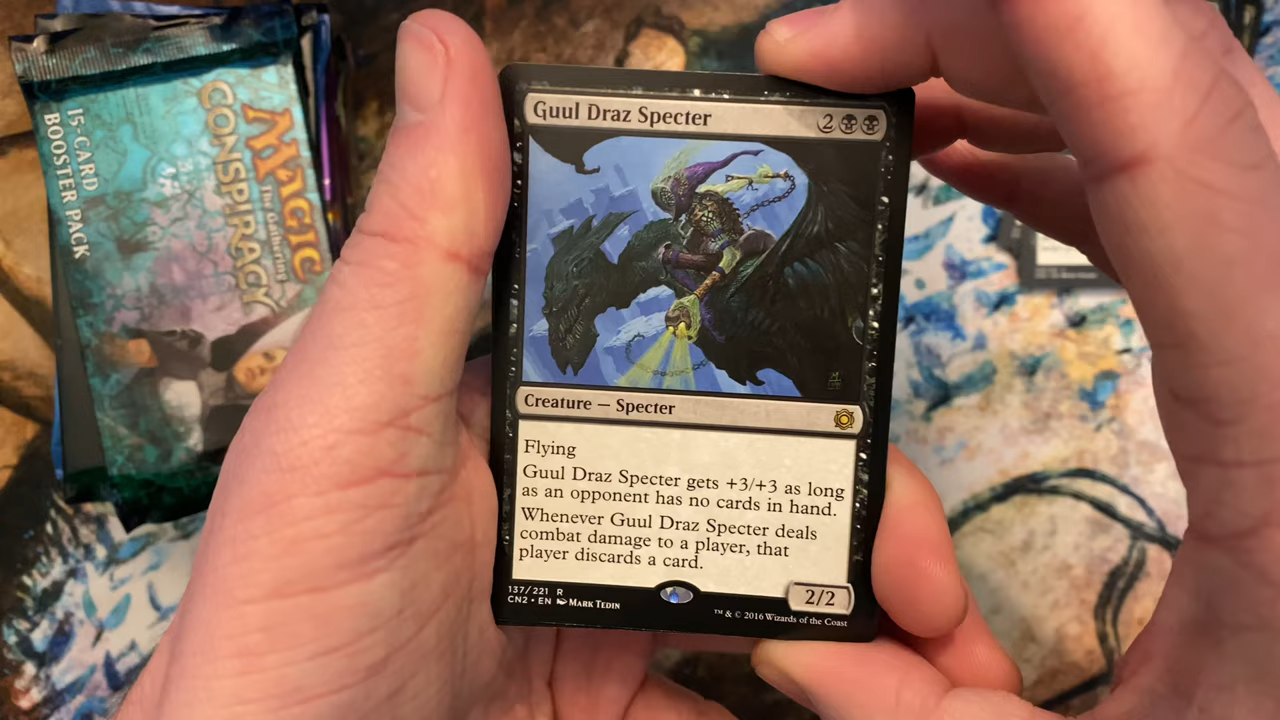 MAGIC
The Gathering
CONSPIRACY
15-CARD
BOOSTER PACK
Guul Draz Specter 2
Creature — Specter
Flying
Guul Draz Specter gets +3/+3 as long
as an opponent has no cards in hand.
Whenever Guul Draz Specter deals
combat damage to a player, that
player discards a card.
2/2
137/221 R
CN2 • EN Mark Tedin
™ & © 2016 Wizards of the Coast